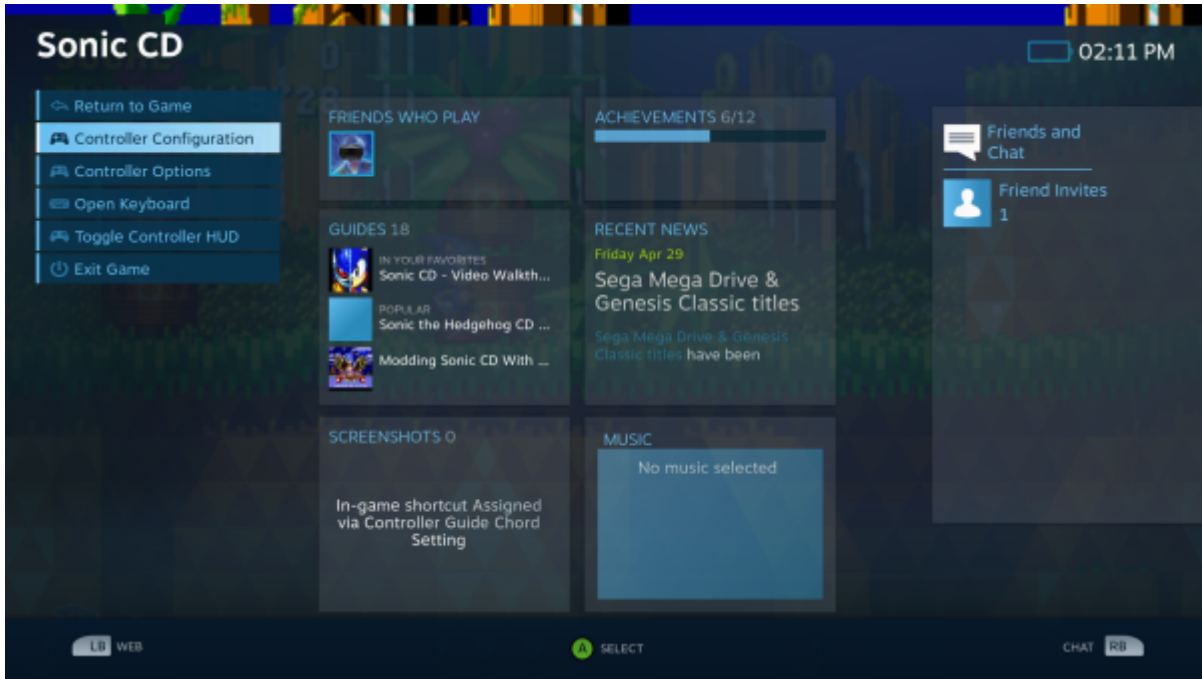 Sonic CD
02:11 PM
Return to Game
Controller Configuration
Controller Options
Open Keyboard
Toggle Controller HUD
Exit Game
FRIENDS WHO PLAY
ACHIEVEMENTS 6/12
GUIDES 18
IN YOUR FAVORITES
Sonic CD - Video Walkth...
POPULAR
Sonic the Hedgehog CD ...
Modding Sonic CD With ...
RECENT NEWS
Friday Apr 29
Sega Mega Drive &
Genesis Classic titles
Sega Mega Drive & Genesis
Classic titles have been
SCREENSHOTS 0
In-game shortcut Assigned
via Controller Guide Chord
Setting
MUSIC
No music selected
Friends and
Chat
Friend Invites
1
LB WEB
A SELECT
CHAT RB